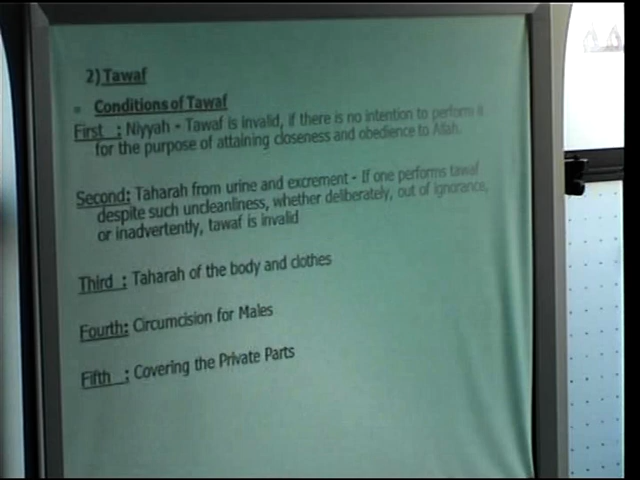 2) Tawaf
Conditions of Tawaf
First : Niyyah - Tawaf is invalid, if there is no intention to perform it
for the purpose of attaining closeness and obedience to Allah.
Second: Taharah from urine and excrement - If one performs tawaf
despite such uncleanliness, whether deliberately, out of ignorance,
or inadvertently, tawaf is invalid
Third : Taharah of the body and clothes
Fourth: Circumcision for Males
Fifth : Covering the Private Parts